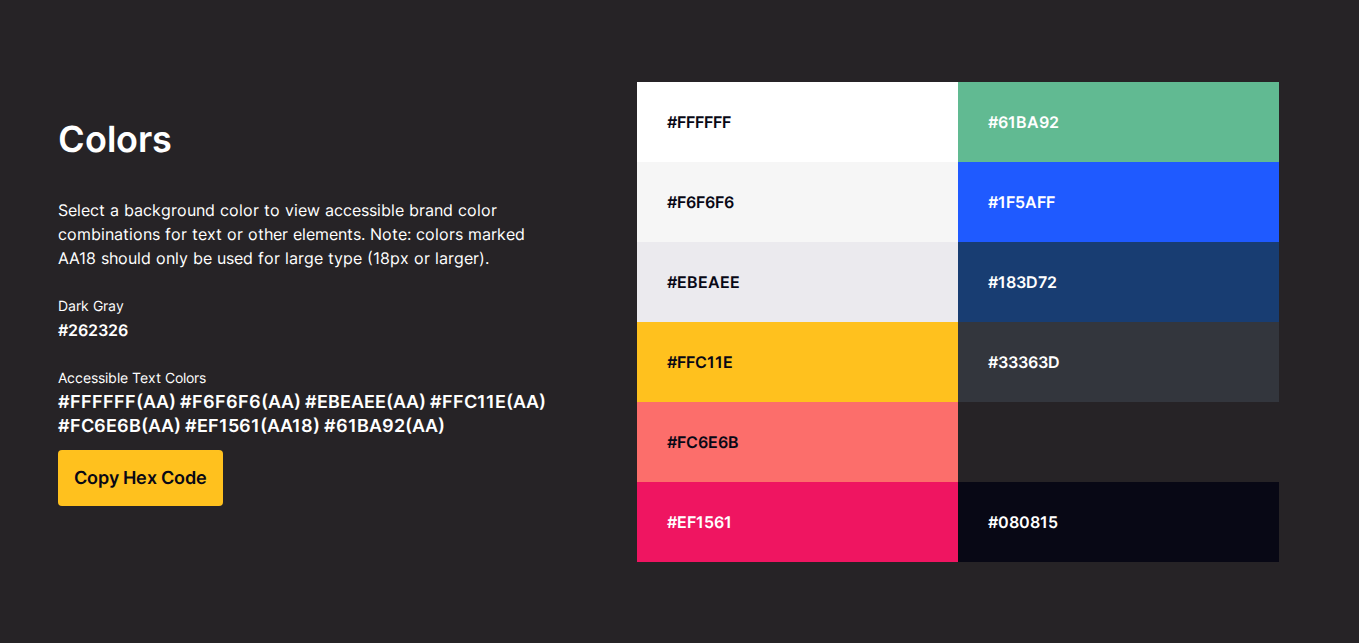 Colors
Select a background color to view accessible brand color
combinations for text or other elements. Note: colors marked
AA18 should only be used for large type (18px or larger).
Dark Gray
#262326
Accessible Text Colors
#FFFFFF(AA) #F6F6F6(AA) #EBEAEE(AA) #FFC11E(AA)
#FC6E6B(AA) #EF1561(AA18) #61BA92(AA)
Copy Hex Code
#FFFFFF
#61BA92
#F6F6F6
#1F5AFF
#EBEAEE
#183D72
#FFC11E
#33363D
#FC6E6B
#EF1561
#080815